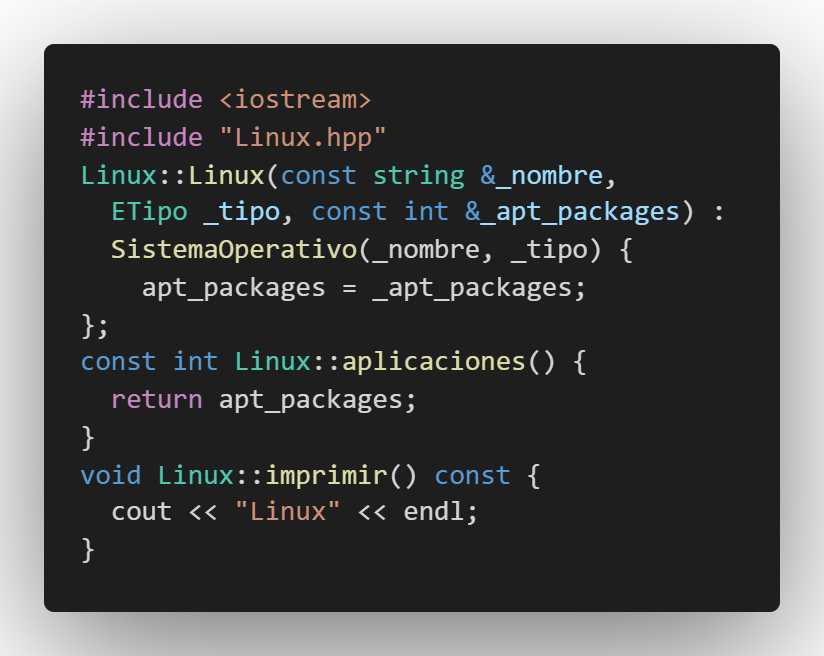 #include <iostream>
#include "Linux.hpp"
Linux::Linux(const string &_nombre,
  ETipo _tipo, const int &_apt_packages) :
  SistemaOperativo(_nombre, _tipo) {
    apt_packages = _apt_packages;
};
const int Linux::aplicaciones() {
  return apt_packages;
}
void Linux::imprimir() const {
  cout << "Linux" << endl;
}